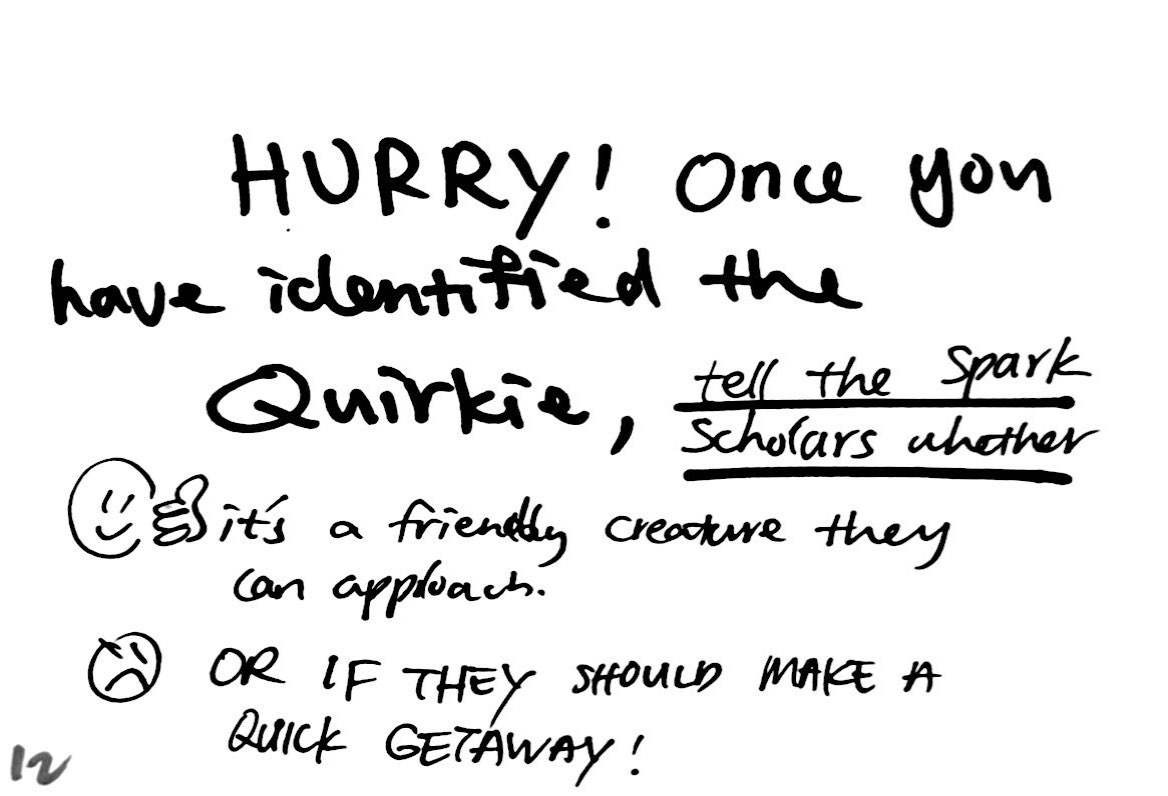 HURRY! Once you
have identified the
Quirkie, tell the Spark
Scholars whether
it's a friendly creature they
can approach.
OR IF THEY SHOULD MAKE A
QUICK GETAWAY!
12